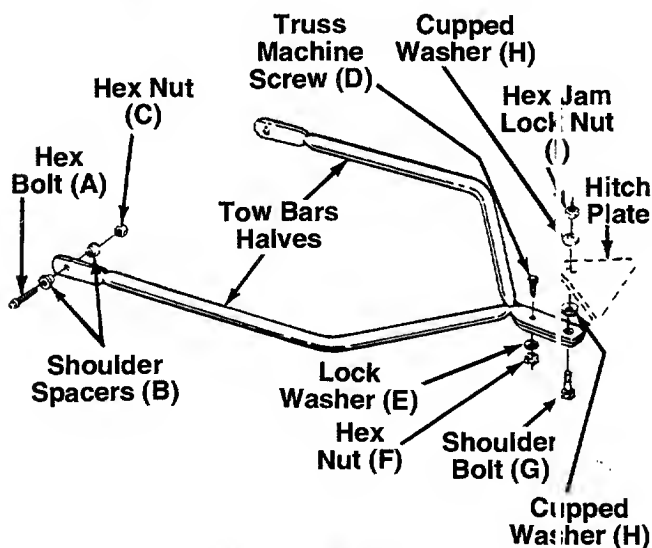 Truss
Machine
Screw (D)
Cupped
Washer (H)
Hex Nut
(C)
Hex Jam
Lock Nut
(I)
Hex
Bolt (A)
Hitch
Plate
Tow Bars
Halves
Shoulder
Spacers (B)
Lock
Washer (E)
Hex
Nut (F)
Shoulder
Bolt (G)
Cupped
Washer (H)